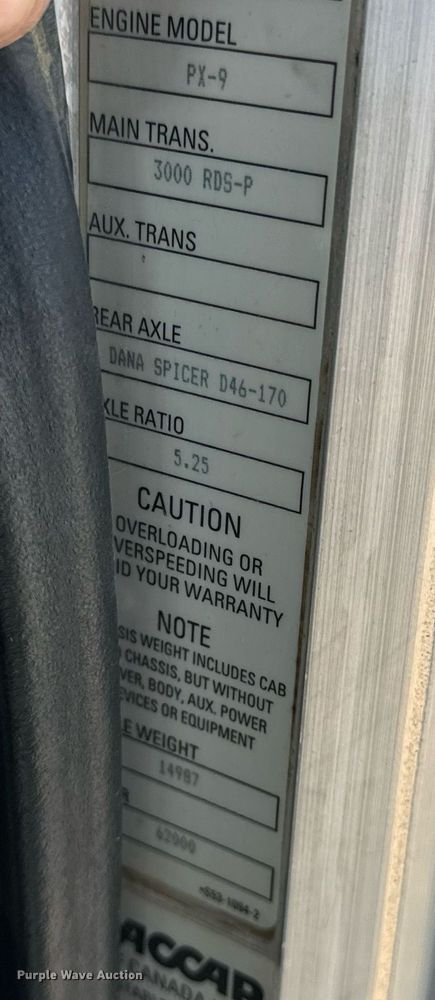 ENGINE MODEL
PX-9
MAIN TRANS.
3000 RDS-P
AUX. TRANS
REAR AXLE
DANA SPICER D46-170
XLE RATIO
5.25
CAUTION
OVERLOADING OR
VERSPEEDING WILL
ID YOUR WARRANTY
NOTE
SIS WEIGHT INCLUDES CAB
CHASSIS, BUT WITHOUT
VER, BODY, AUX. POWER
EVICES OR EQUIPMENT
E WEIGHT
14987
R
62000
ACCAR
CANADA
Purple Wave Auction